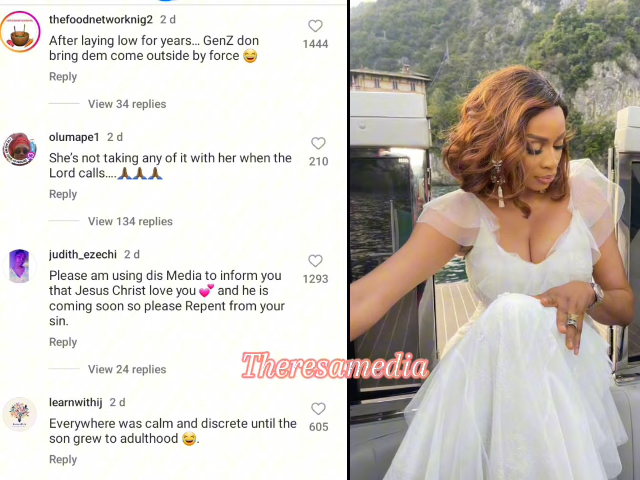 thefoodnetworknig2 2 d
After laying low for years... GenZ don
bring dem come outside by force 😂
1444
Reply
View 34 replies
olumape1 2 d
She's not taking any of it with her when the
Lord calls....🙏🏾🙏🏾🙏🏾
210
Reply
View 134 replies
judith_ezechi 2 d
Please am using dis Media to inform you
that Jesus Christ love you 💕 and he is
coming soon so please Repent from your
sin.
1293
Reply
View 24 replies
Theresamedia
learnwithij 2 d
Everywhere was calm and discrete until the
son grew to adulthood 😂.
605
Reply